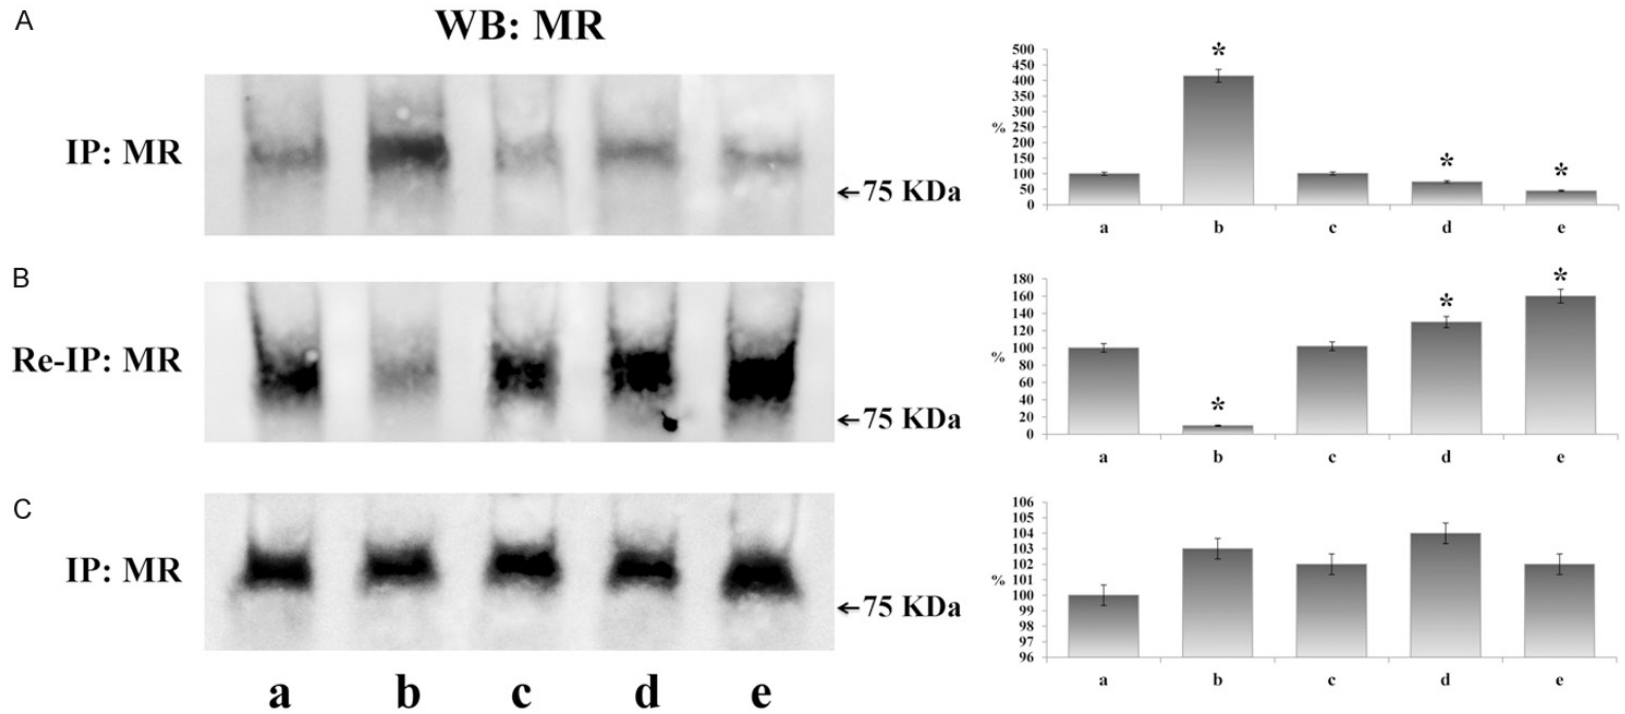 A
WB: MR
IP: MR
←75 KDa
500
450
400
350
300
250
200
150
100
50
0
%
*
*
*
a b c d e
B
Re-IP: MR
←75 KDa
180
160
140
120
100
80
60
40
20
0
%
*
*
*
a b c d e
C
IP: MR
←75 KDa
106
105
104
103
102
101
100
99
98
97
96
%
a b c d e
a b c d e